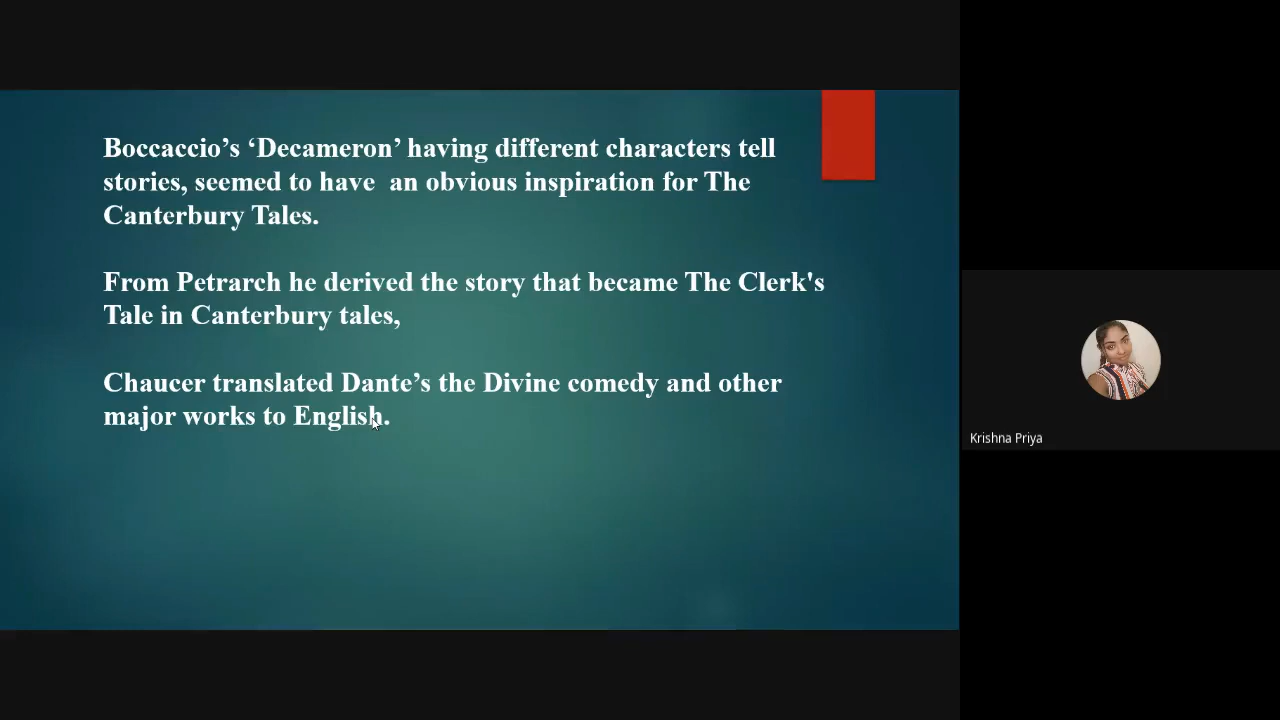 Boccaccio’s ‘Decameron’ having different characters tell
stories, seemed to have  an obvious inspiration for The
Canterbury Tales.
From Petrarch he derived the story that became The Clerk's
Tale in Canterbury tales,
Chaucer translated Dante’s the Divine comedy and other
major works to English.
Krishna Priya